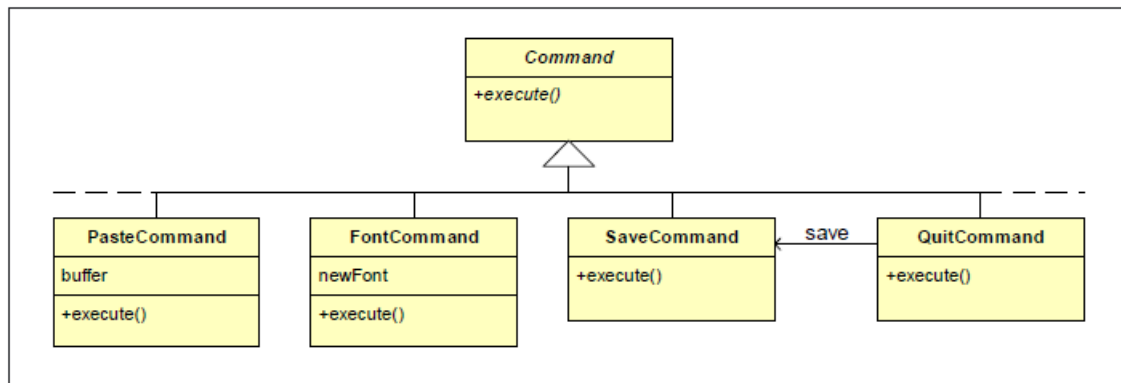 Command
+execute()
PasteCommand
buffer
+execute()
FontCommand
newFont
+execute()
SaveCommand
+execute()
save
QuitCommand
+execute()